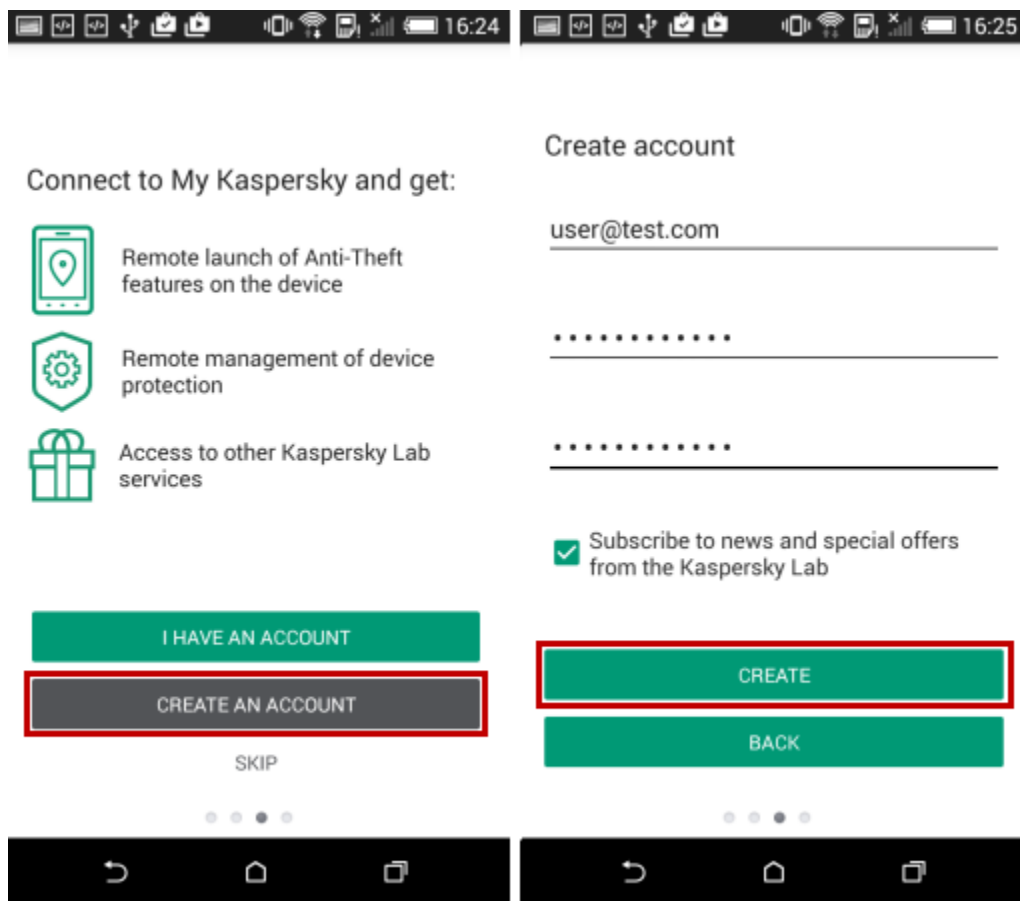 16:24
Connect to My Kaspersky and get:
Remote launch of Anti-Theft
features on the device
Remote management of device
protection
Access to other Kaspersky Lab
services
I HAVE AN ACCOUNT
CREATE AN ACCOUNT
SKIP
16:25
Create account
user@test.com
••••••••••••
••••••••••••
Subscribe to news and special offers
from the Kaspersky Lab
CREATE
BACK